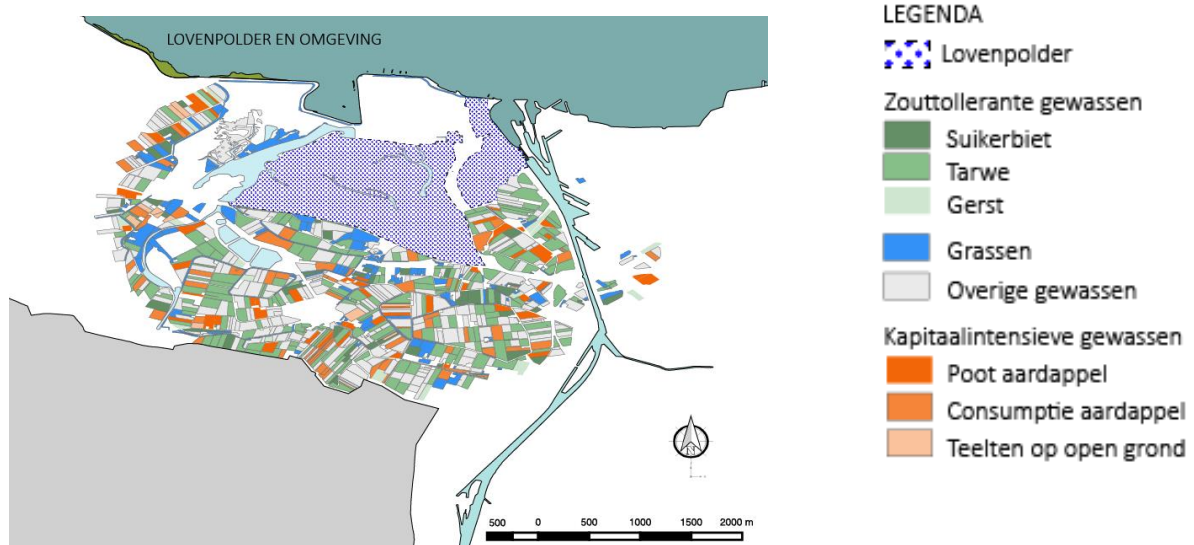 LOVENPOLDER EN OMGEVING
N
500 0 500 1000 1500 2000 m
LEGENDA
Lovenpolder
Zouttollerante gewassen
Suikerbiet
Tarwe
Gerst
Grassen
Overige gewassen
Kapitaalintensieve gewassen
Poot aardappel
Consumptie aardappel
Teelten op open grond